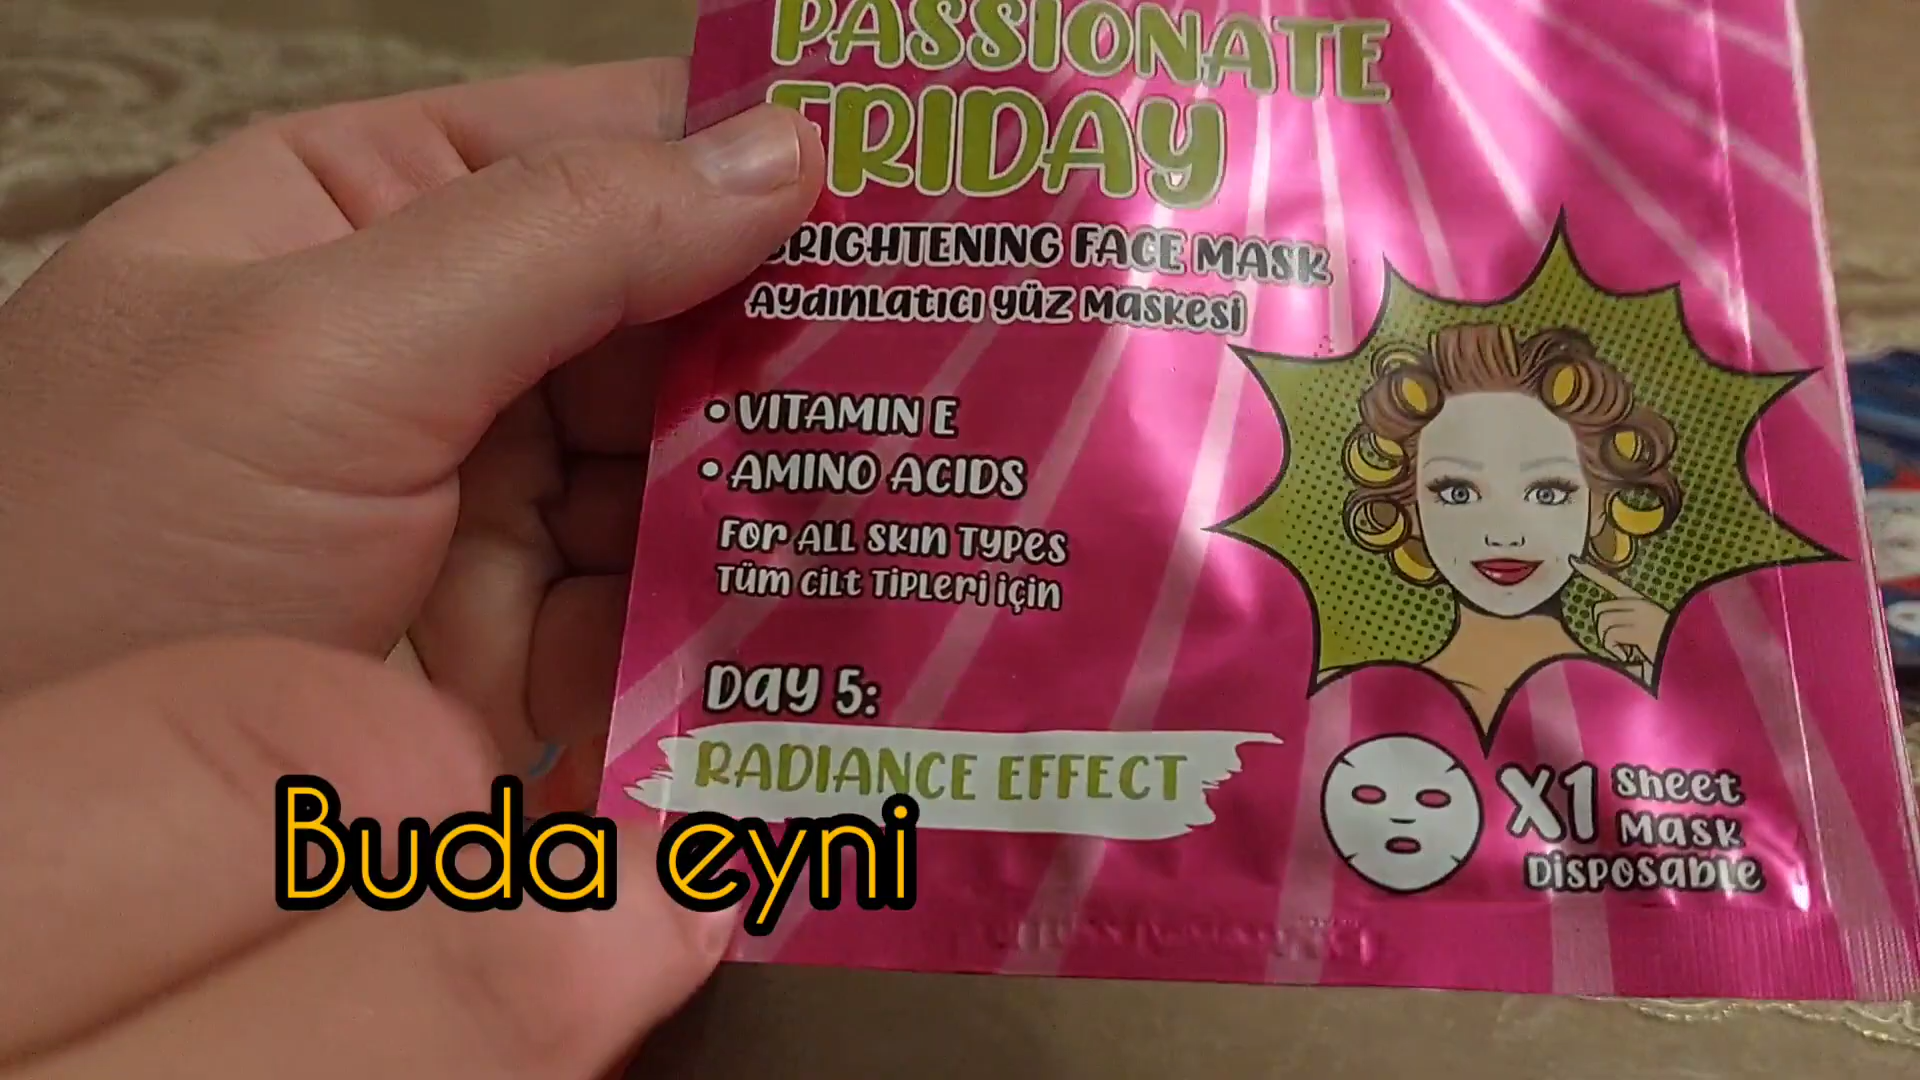 PASSIONATE
FRIDAY
BRIGHTENING FACE MASK
Aydınlatıcı yüz Maskesi
• VITAMIN E
• AMINO ACIDS
For ALL Skin Types
Tüm Cilt Tipleri için
Day 5:
RADIANCE EFFECT
X1 Sheet
Mask
Disposable
Buda eyni